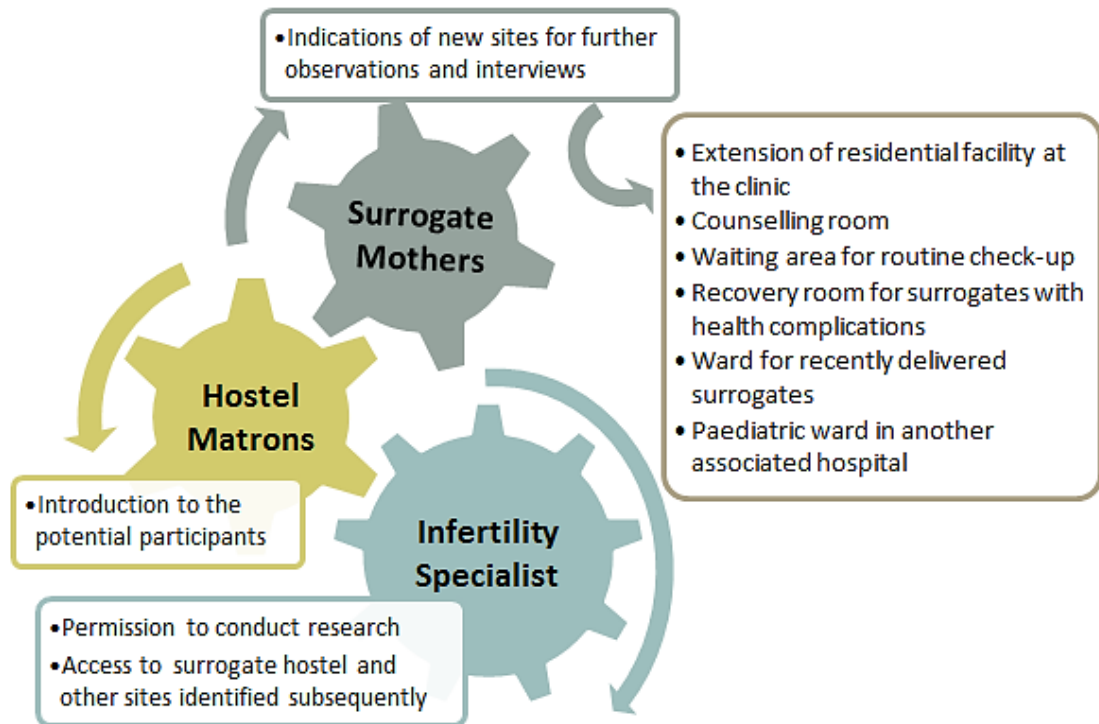 •Indications of new sites for further
observations and interviews
Surrogate
Mothers
• Extension of residential facility at
the clinic
• Counselling room
• Waiting area for routine check-up
• Recovery room for surrogates with
health complications
• Ward for recently delivered
surrogates
• Paediatric ward in another
associated hospital
Hostel
Matrons
•Introduction to the
potential participants
Infertility
Specialist
•Permission to conduct research
•Access to surrogate hostel and
other sites identified subsequently